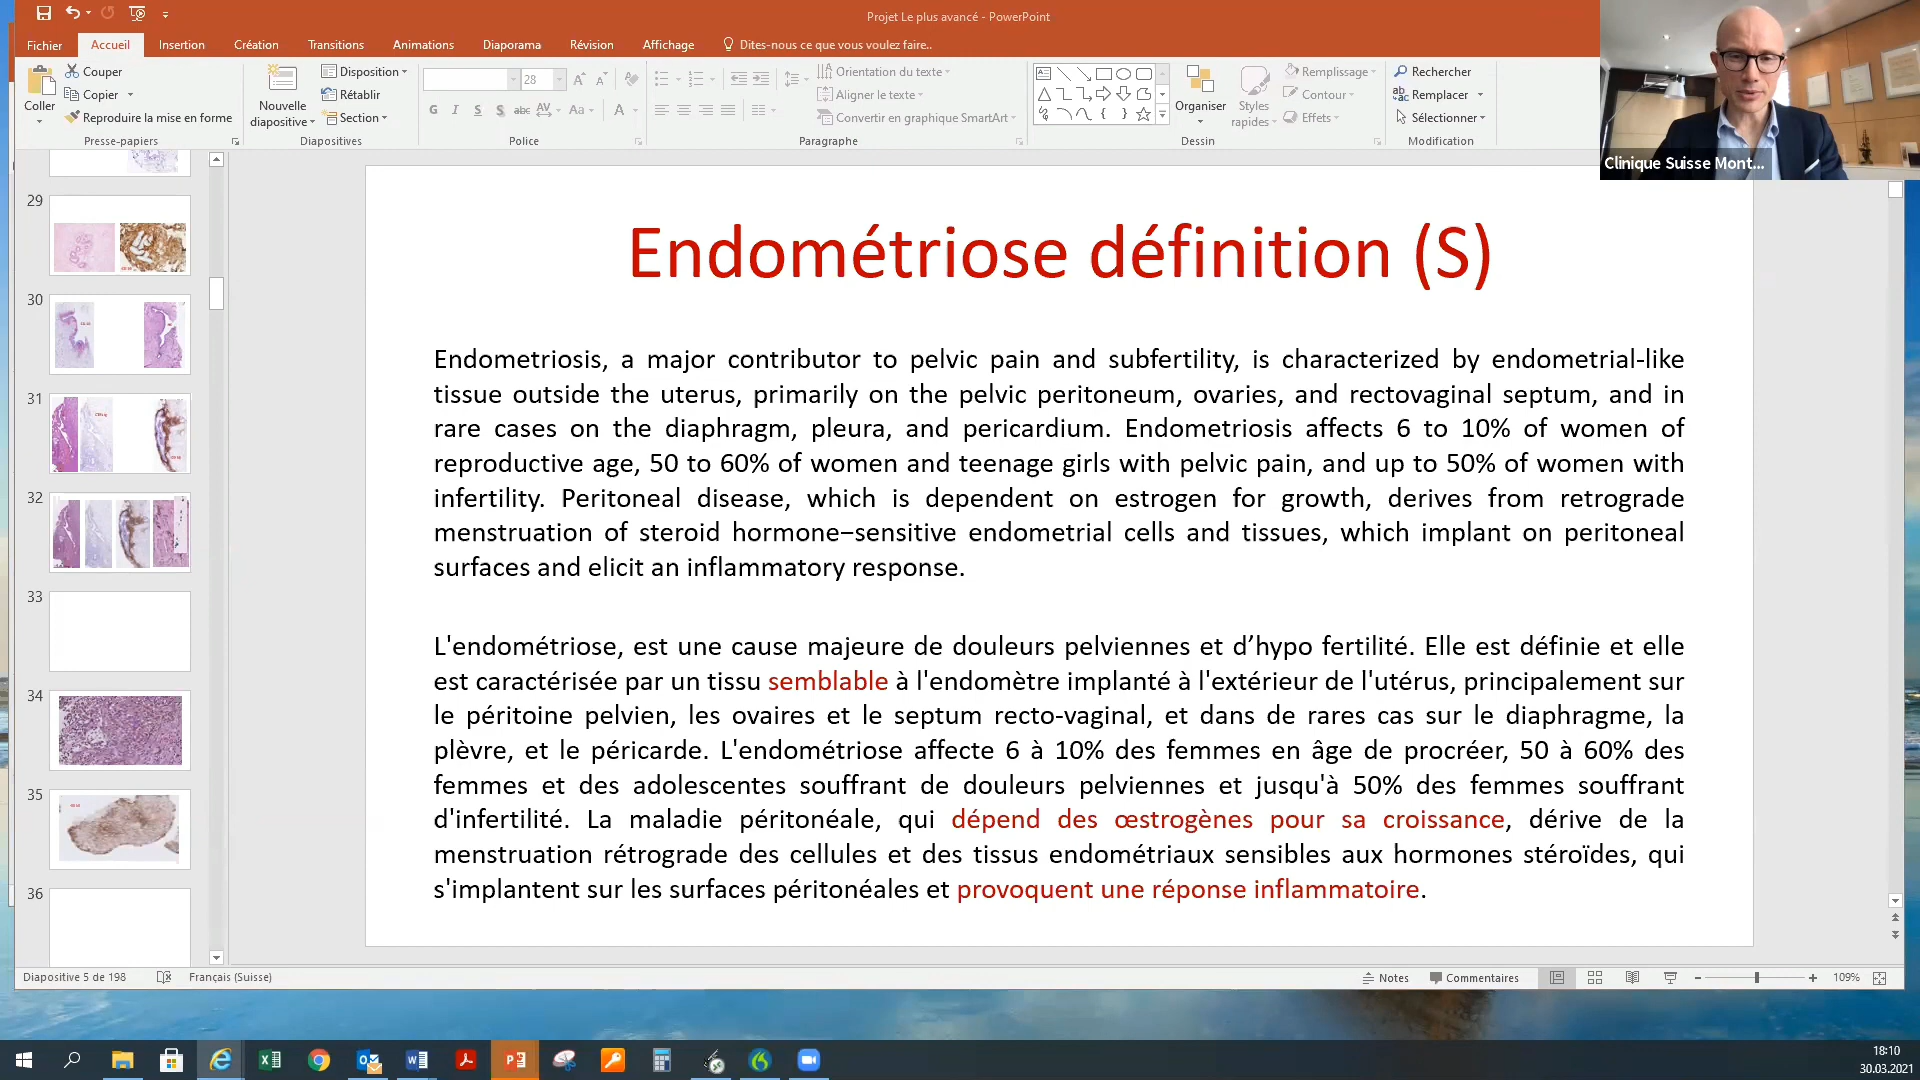 Projet Le plus avancé - PowerPoint
Fichier Accueil Insertion Création Transitions Animations Diaporama Révision Affichage Dites-nous ce que vous voulez faire..
Coller
Couper
Copier
Reproduire la mise en forme
Presse-papiers
Nouvelle diapositive
Disposition
Rétablir
Section
Diapositives
28
G I S S abc AV Aa A
Police
Orientation du texte
Aligner le texte
Convertir en graphique SmartArt
Paragraphe
Organiser
Styles rapides
Remplissage
Contour
Effets
Dessin
Rechercher
Remplacer
Sélectionner
Modification
Clinique Suisse Mont...
29
30
31
32
33
34
35
36
Endométriose définition (S)
Endometriosis, a major contributor to pelvic pain and subfertility, is characterized by endometrial-like
tissue outside the uterus, primarily on the pelvic peritoneum, ovaries, and rectovaginal septum, and in
rare cases on the diaphragm, pleura, and pericardium. Endometriosis affects 6 to 10% of women of
reproductive age, 50 to 60% of women and teenage girls with pelvic pain, and up to 50% of women with
infertility. Peritoneal disease, which is dependent on estrogen for growth, derives from retrograde
menstruation of steroid hormone–sensitive endometrial cells and tissues, which implant on peritoneal
surfaces and elicit an inflammatory response.
L'endométriose, est une cause majeure de douleurs pelviennes et d’hypo fertilité. Elle est définie et elle
est caractérisée par un tissu semblable à l'endomètre implanté à l'extérieur de l'utérus, principalement sur
le péritoine pelvien, les ovaires et le septum recto-vaginal, et dans de rares cas sur le diaphragme, la
plèvre, et le péricarde. L'endométriose affecte 6 à 10% des femmes en âge de procréer, 50 à 60% des
femmes et des adolescentes souffrant de douleurs pelviennes et jusqu'à 50% des femmes souffrant
d'infertilité. La maladie péritonéale, qui dépend des œstrogènes pour sa croissance, dérive de la
menstruation rétrograde des cellules et des tissus endométriaux sensibles aux hormones stéroïdes, qui
s'implantent sur les surfaces péritonéales et provoquent une réponse inflammatoire.
Diapositive 5 de 198 Français (Suisse) Notes Commentaires 109%
18:10
30.03.2021